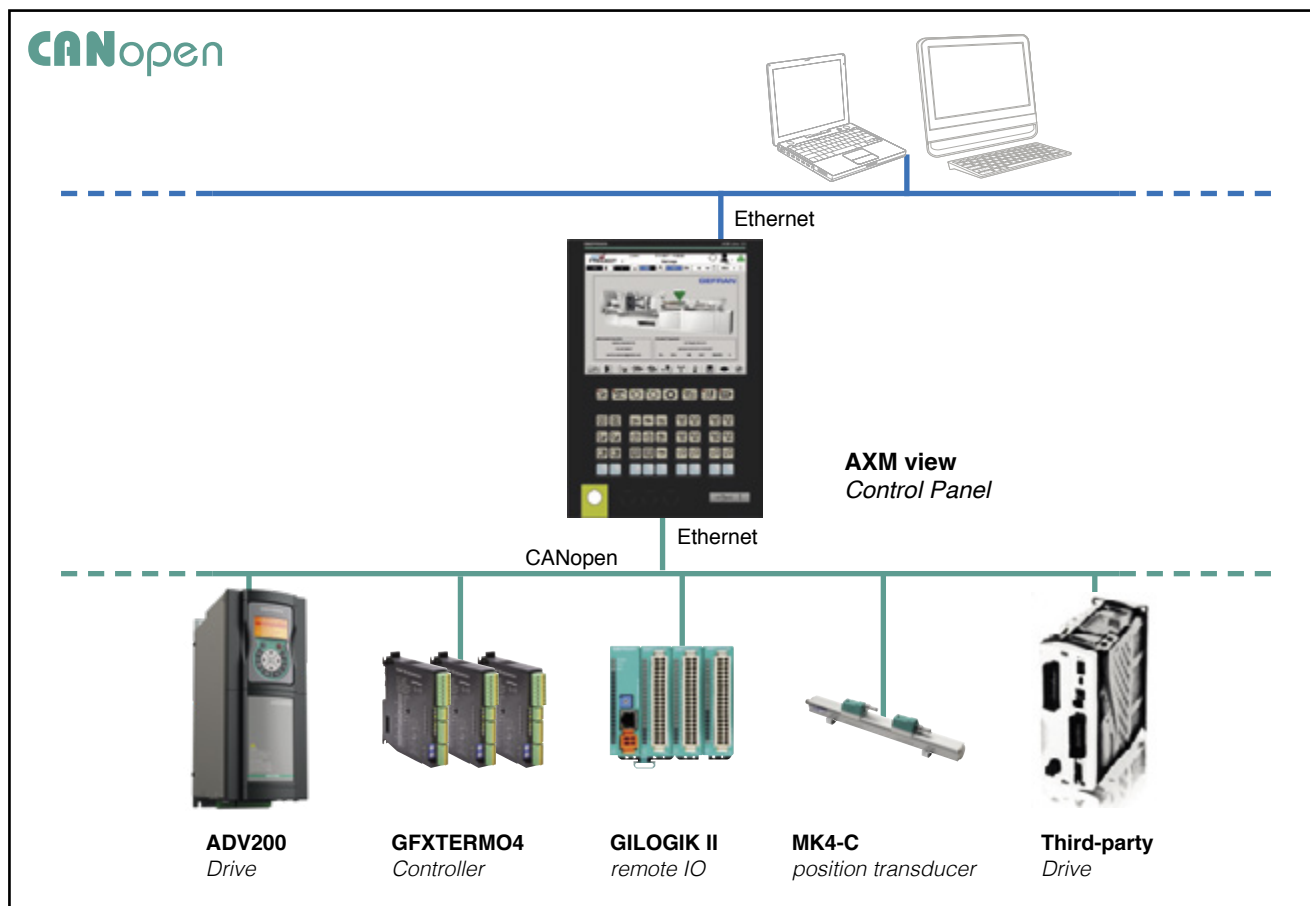 CANopen
Ethernet
GEFRAN
AXM view
Control Panel
Ethernet
CANopen
ADV200
Drive
GFXTERMO4
Controller
GILOGIK II
remote IO
MK4-C
position transducer
Third-party
Drive